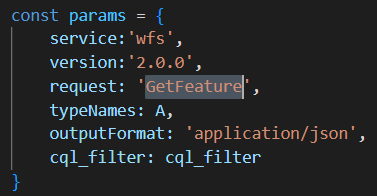 const params = {
service:'wfs',
version:'2.0.0',
request: 'GetFeature',
typeNames: A,
outputFormat: 'application/json',
cql_filter: cql_filter
}